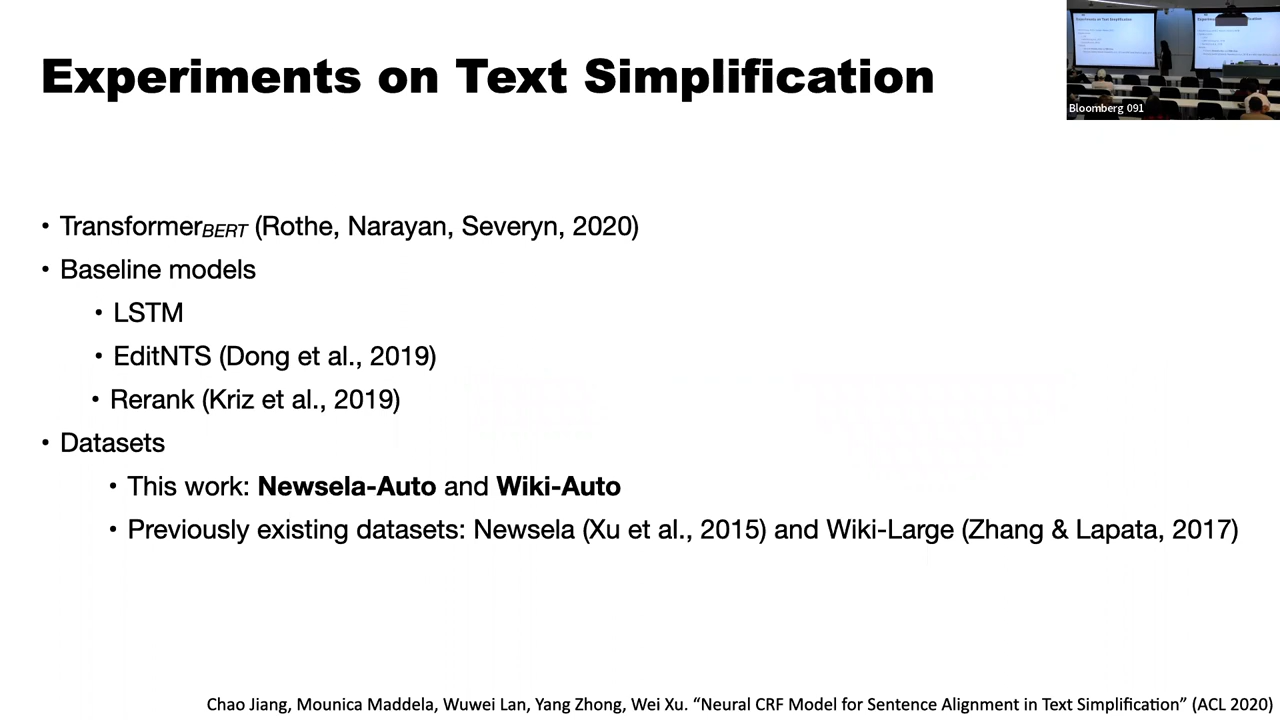 Experiments on Text Simplification
Bloomberg 091
• Transformer_BERT (Rothe, Narayan, Severyn, 2020)
• Baseline models
• LSTM
• EditNTS (Dong et al., 2019)
• Rerank (Kriz et al., 2019)
• Datasets
• This work: Newsela-Auto and Wiki-Auto
• Previously existing datasets: Newsela (Xu et al., 2015) and Wiki-Large (Zhang & Lapata, 2017)
Chao Jiang, Mounica Maddela, Wuwei Lan, Yang Zhong, Wei Xu. “Neural CRF Model for Sentence Alignment in Text Simplification” (ACL 2020)